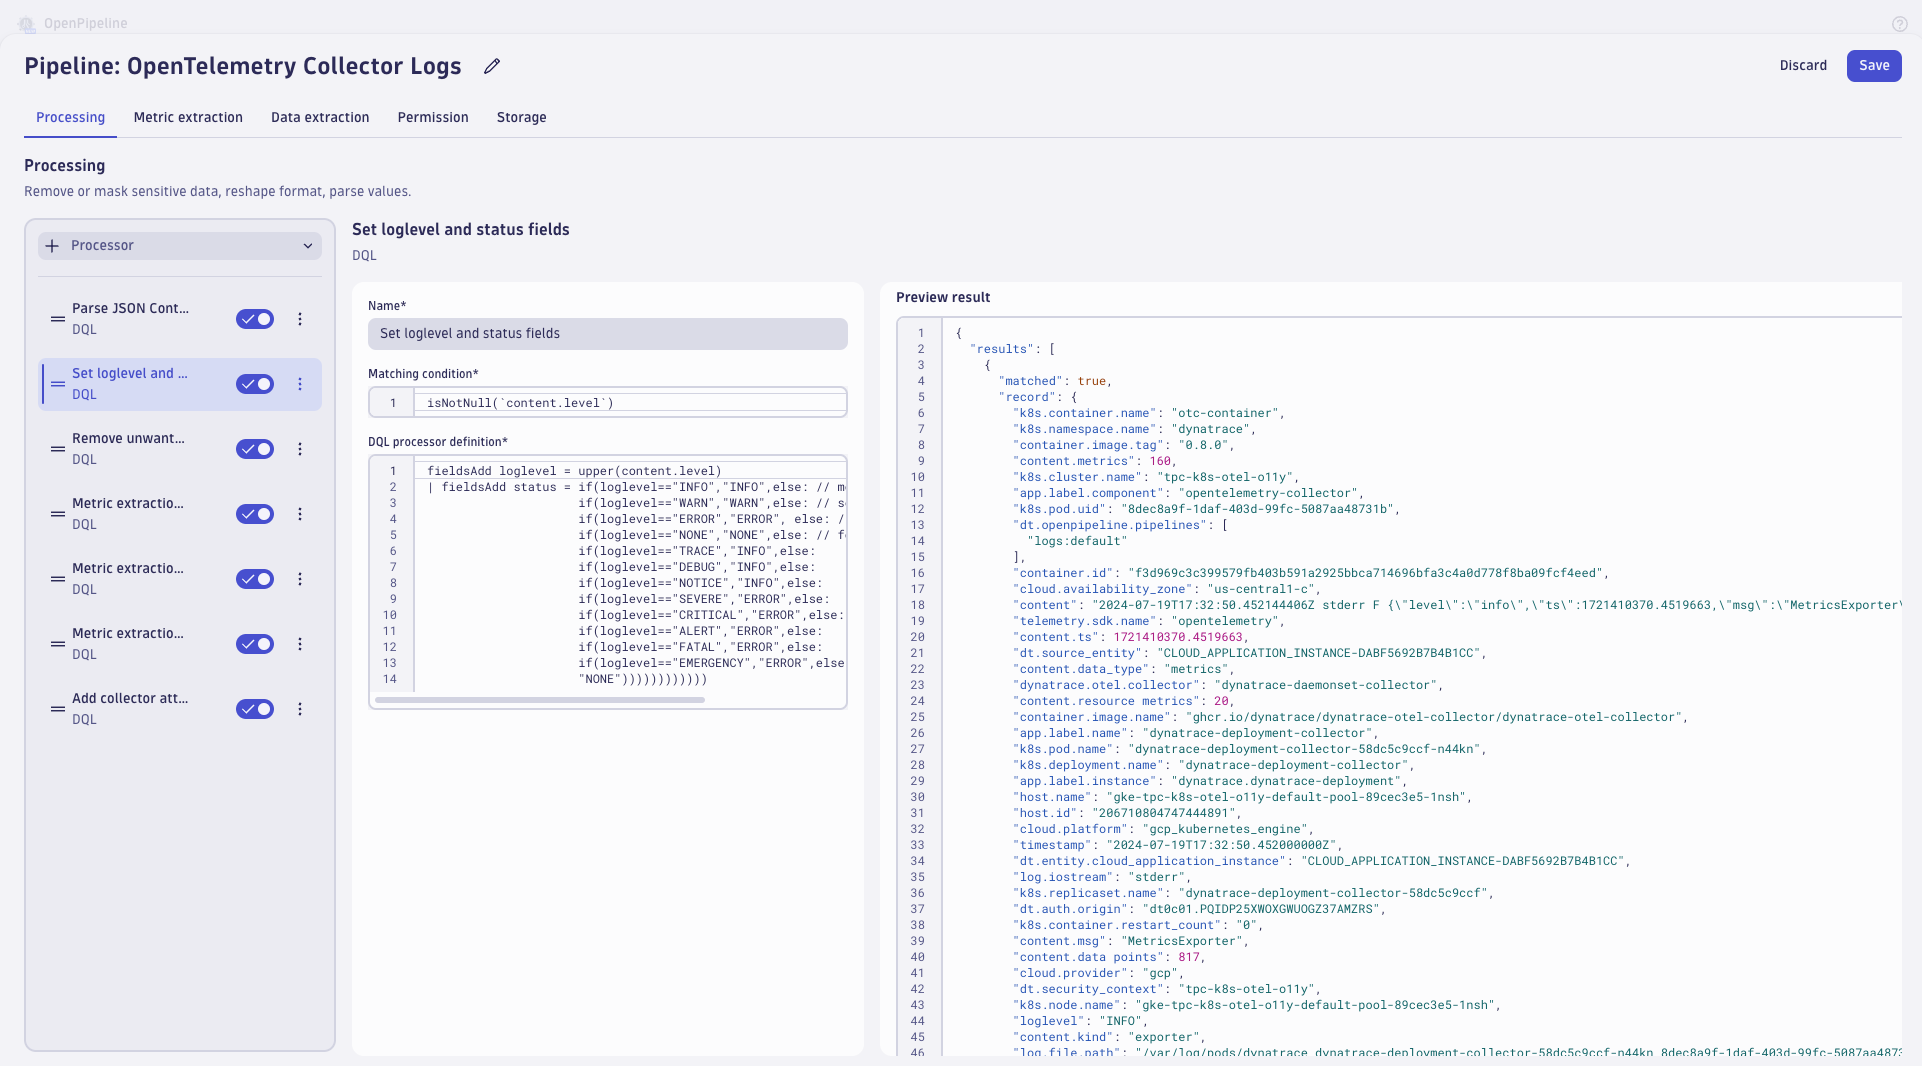 OpenPipeline
Pipeline: OpenTelemetry Collector Logs
Discard
Save
Processing
Metric extraction
Data extraction
Permission
Storage
Processing
Remove or mask sensitive data, reshape format, parse values.
Processor
Parse JSON Cont...
DQL
Set loglevel and ...
DQL
Remove unwant...
DQL
Metric extractio...
DQL
Metric extractio...
DQL
Metric extractio...
DQL
Add collector att...
DQL
Set loglevel and status fields
DQL
Name*
Set loglevel and status fields
Matching condition*
1 isNotNull(`content.level`)
DQL processor definition*
1 fieldsAdd loglevel = upper(content.level)
2 | fieldsAdd status = if(loglevel=="INFO","INFO",else: // m
3 if(loglevel=="WARN","WARN",else: // s
4 if(loglevel=="ERROR","ERROR", else: /
5 if(loglevel=="NONE","NONE",else: // f
6 if(loglevel=="TRACE","INFO",else:
7 if(loglevel=="DEBUG","INFO",else:
8 if(loglevel=="NOTICE","INFO",else:
9 if(loglevel=="SEVERE","ERROR",else:
10 if(loglevel=="CRITICAL","ERROR",else:
11 if(loglevel=="ALERT","ERROR",else:
12 if(loglevel=="FATAL","ERROR",else:
13 if(loglevel=="EMERGENCY","ERROR",else
14 "NONE"))))))))))))
Preview result
1 {
2 "results": [
3 {
4 "matched": true,
5 "record": {
6 "k8s.container.name": "otc-container",
7 "k8s.namespace.name": "dynatrace",
8 "container.image.tag": "0.8.0",
9 "content.metrics": 160,
10 "k8s.cluster.name": "tpc-k8s-otel-o11y",
11 "app.label.component": "opentelemetry-collector",
12 "k8s.pod.uid": "8dec8a9f-1daf-403d-99fc-5087aa48731b",
13 "dt.openpipeline.pipelines": [
14 "logs:default"
15 ],
16 "container.id": "f3d969c3c399579fb403b591a2925bbca714696bfa3c4a0d778f8ba09fcf4eed",
17 "cloud.availability_zone": "us-central1-c",
18 "content": "2024-07-19T17:32:50.452144406Z stderr F {\"level\":\"info\",\"ts\":1721410370.4519663,\"msg\":\"MetricsExporter\
19 "telemetry.sdk.name": "opentelemetry",
20 "content.ts": 1721410370.4519663,
21 "dt.source_entity": "CLOUD_APPLICATION_INSTANCE-DABF5692B7B4B1CC",
22 "content.data_type": "metrics",
23 "dynatrace.otel.collector": "dynatrace-daemonset-collector",
24 "content.resource metrics": 20,
25 "container.image.name": "ghcr.io/dynatrace/dynatrace-otel-collector/dynatrace-otel-collector",
26 "app.label.name": "dynatrace-deployment-collector",
27 "k8s.pod.name": "dynatrace-deployment-collector-58dc5c9ccf-n44kn",
28 "k8s.deployment.name": "dynatrace-deployment-collector",
29 "app.label.instance": "dynatrace.dynatrace-deployment",
30 "host.name": "gke-tpc-k8s-otel-o11y-default-pool-89cec3e5-1nsh",
31 "host.id": "206710804747444891",
32 "cloud.platform": "gcp_kubernetes_engine",
33 "timestamp": "2024-07-19T17:32:50.452000000Z",
34 "dt.entity.cloud_application_instance": "CLOUD_APPLICATION_INSTANCE-DABF5692B7B4B1CC",
35 "log.iostream": "stderr",
36 "k8s.replicaset.name": "dynatrace-deployment-collector-58dc5c9ccf",
37 "dt.auth.origin": "dt0c01.PQIDP25XWOXGWUOGZ37AMZRS",
38 "k8s.container.restart_count": "0",
39 "content.msg": "MetricsExporter",
40 "content.data points": 817,
41 "cloud.provider": "gcp",
42 "dt.security_context": "tpc-k8s-otel-o11y",
43 "k8s.node.name": "gke-tpc-k8s-otel-o11y-default-pool-89cec3e5-1nsh",
44 "loglevel": "INFO",
45 "content.kind": "exporter",
46 "log.file.path": "/var/log/pods/dynatrace_dynatrace-deployment-collector-58dc5c9ccf-n44kn_8dec8a9f-1daf-403d-99fc-5087aa4873